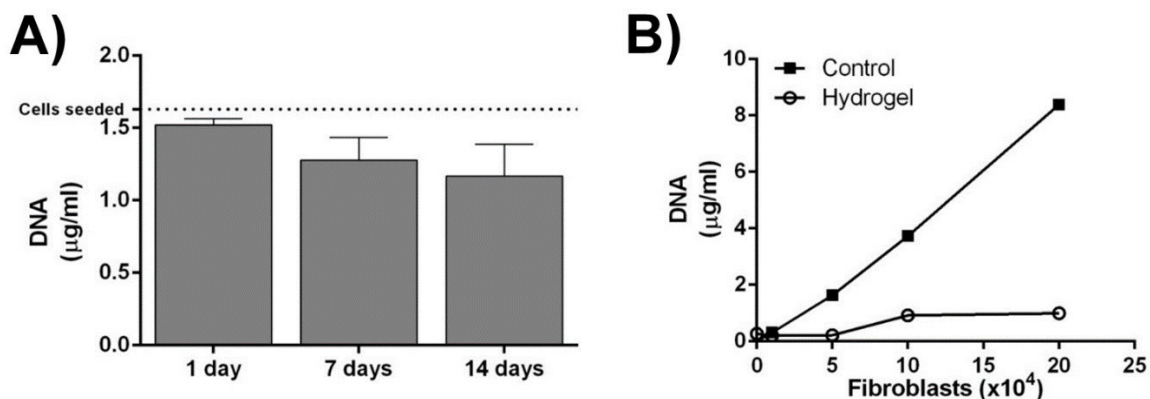 A)
2.0
Cells seeded
1.5
1.0
0.5
0.0
DNA
(μg/ml)
1 day 7 days 14 days
B)
10
8
6
4
2
0
DNA
(μg/ml)
Control
Hydrogel
0 5 10 15 20 25
Fibroblasts (x10⁴)